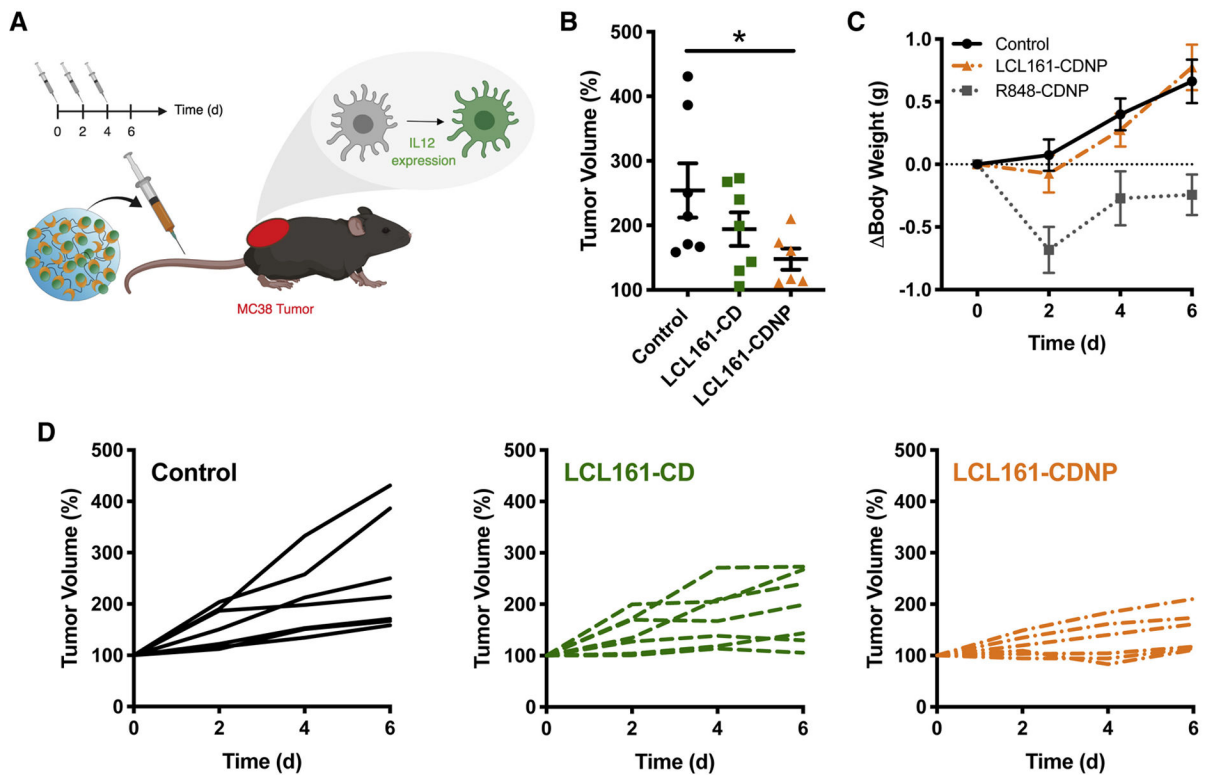 A
Time (d)
0 2 4 6
IL12
expression
MC38 Tumor
B
*
Tumor Volume (%)
500
400
300
200
100
Control
LCL161-CD
LCL161-CDNP
C
Control
LCL161-CDNP
R848-CDNP
ΔBody Weight (g)
1.0
0.5
0.0
-0.5
-1.0
0 2 4 6
Time (d)
D
Control
Tumor Volume (%)
500
400
300
200
100
0
0 2 4 6
Time (d)
LCL161-CD
Tumor Volume (%)
500
400
300
200
100
0
0 2 4 6
Time (d)
LCL161-CDNP
Tumor Volume (%)
500
400
300
200
100
0
0 2 4 6
Time (d)